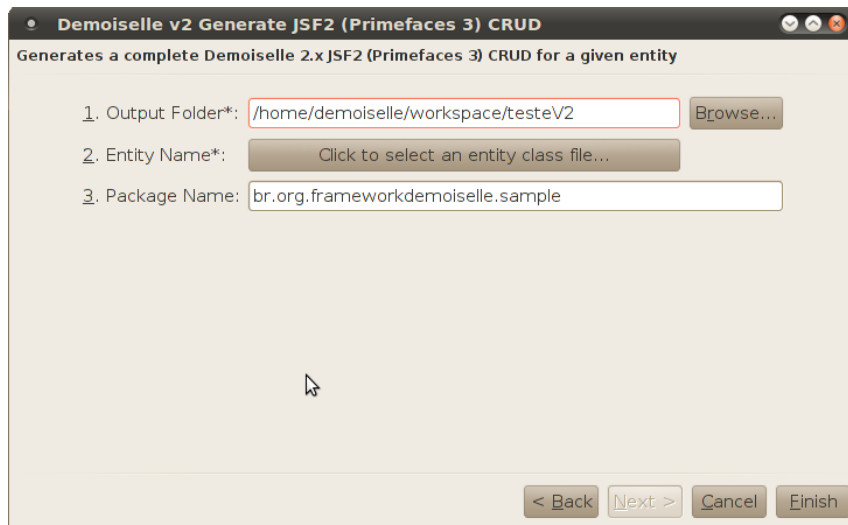 Demoiselle v2 Generate JSF2 (Primefaces 3) CRUD
Generates a complete Demoiselle 2.x JSF2 (Primefaces 3) CRUD for a given entity
1. Output Folder*: /home/demoiselle/workspace/testeV2 Browse...
2. Entity Name*: Click to select an entity class file...
3. Package Name: br.org.frameworkdemoiselle.sample
< Back Next > Cancel Finish